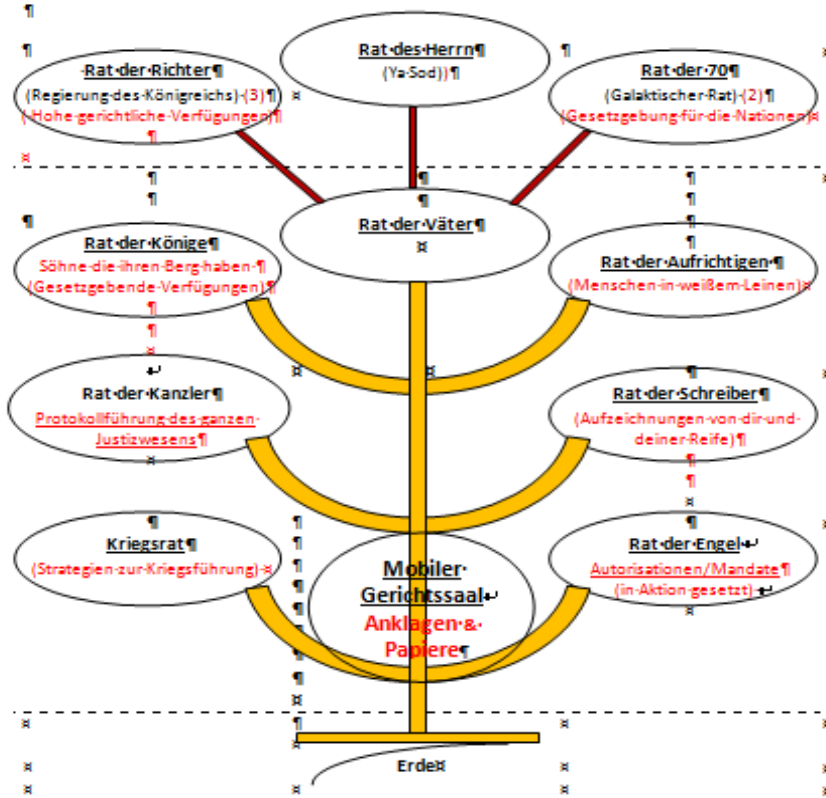 Rat des Herrn
(Ya Sod))
-Rat der Richter
(Regierung des Königreichs) (3)
(Hohe gerichtliche Verfügungen)
Rat der 70
(Galaktischer Rat) (2)
(Gesetzgebung für die Nationen)
Rat der Väter
Rat der Könige
Söhne die ihren Berg haben
(Gesetzgebende Verfügungen)
Rat der Aufrichtigen
(Menschen in weißem Leinen)
Rat der Kanzler
Protokollführung des ganzen
Justizwesens
Rat der Schreiber
(Aufzeichnungen von dir und
deiner Reife)
Kriegsrat
(Strategien zur Kriegsführung)
Mobiler
Gerichtssaal
Anklagen &
Papiere
Rat der Engel
Autorisationen/Mandate
(in Aktion gesetzt)
Erde